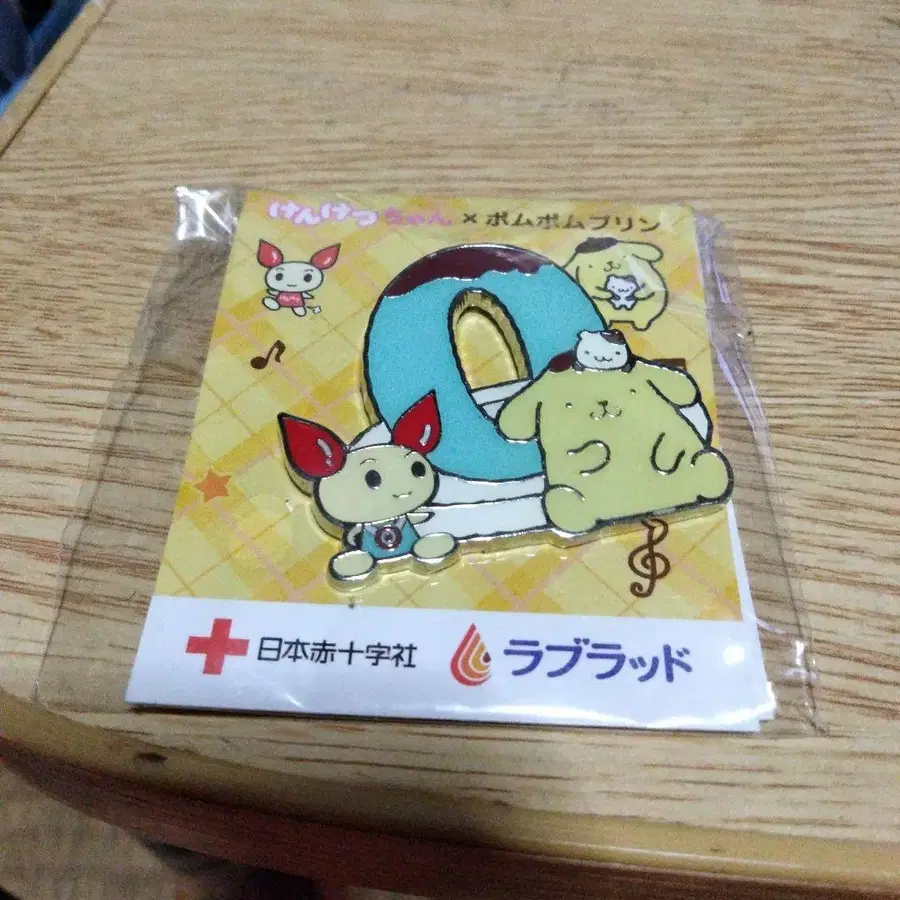 けんけつちゃん×ポムポムプリン
O
日本赤十字社
ラブラッド